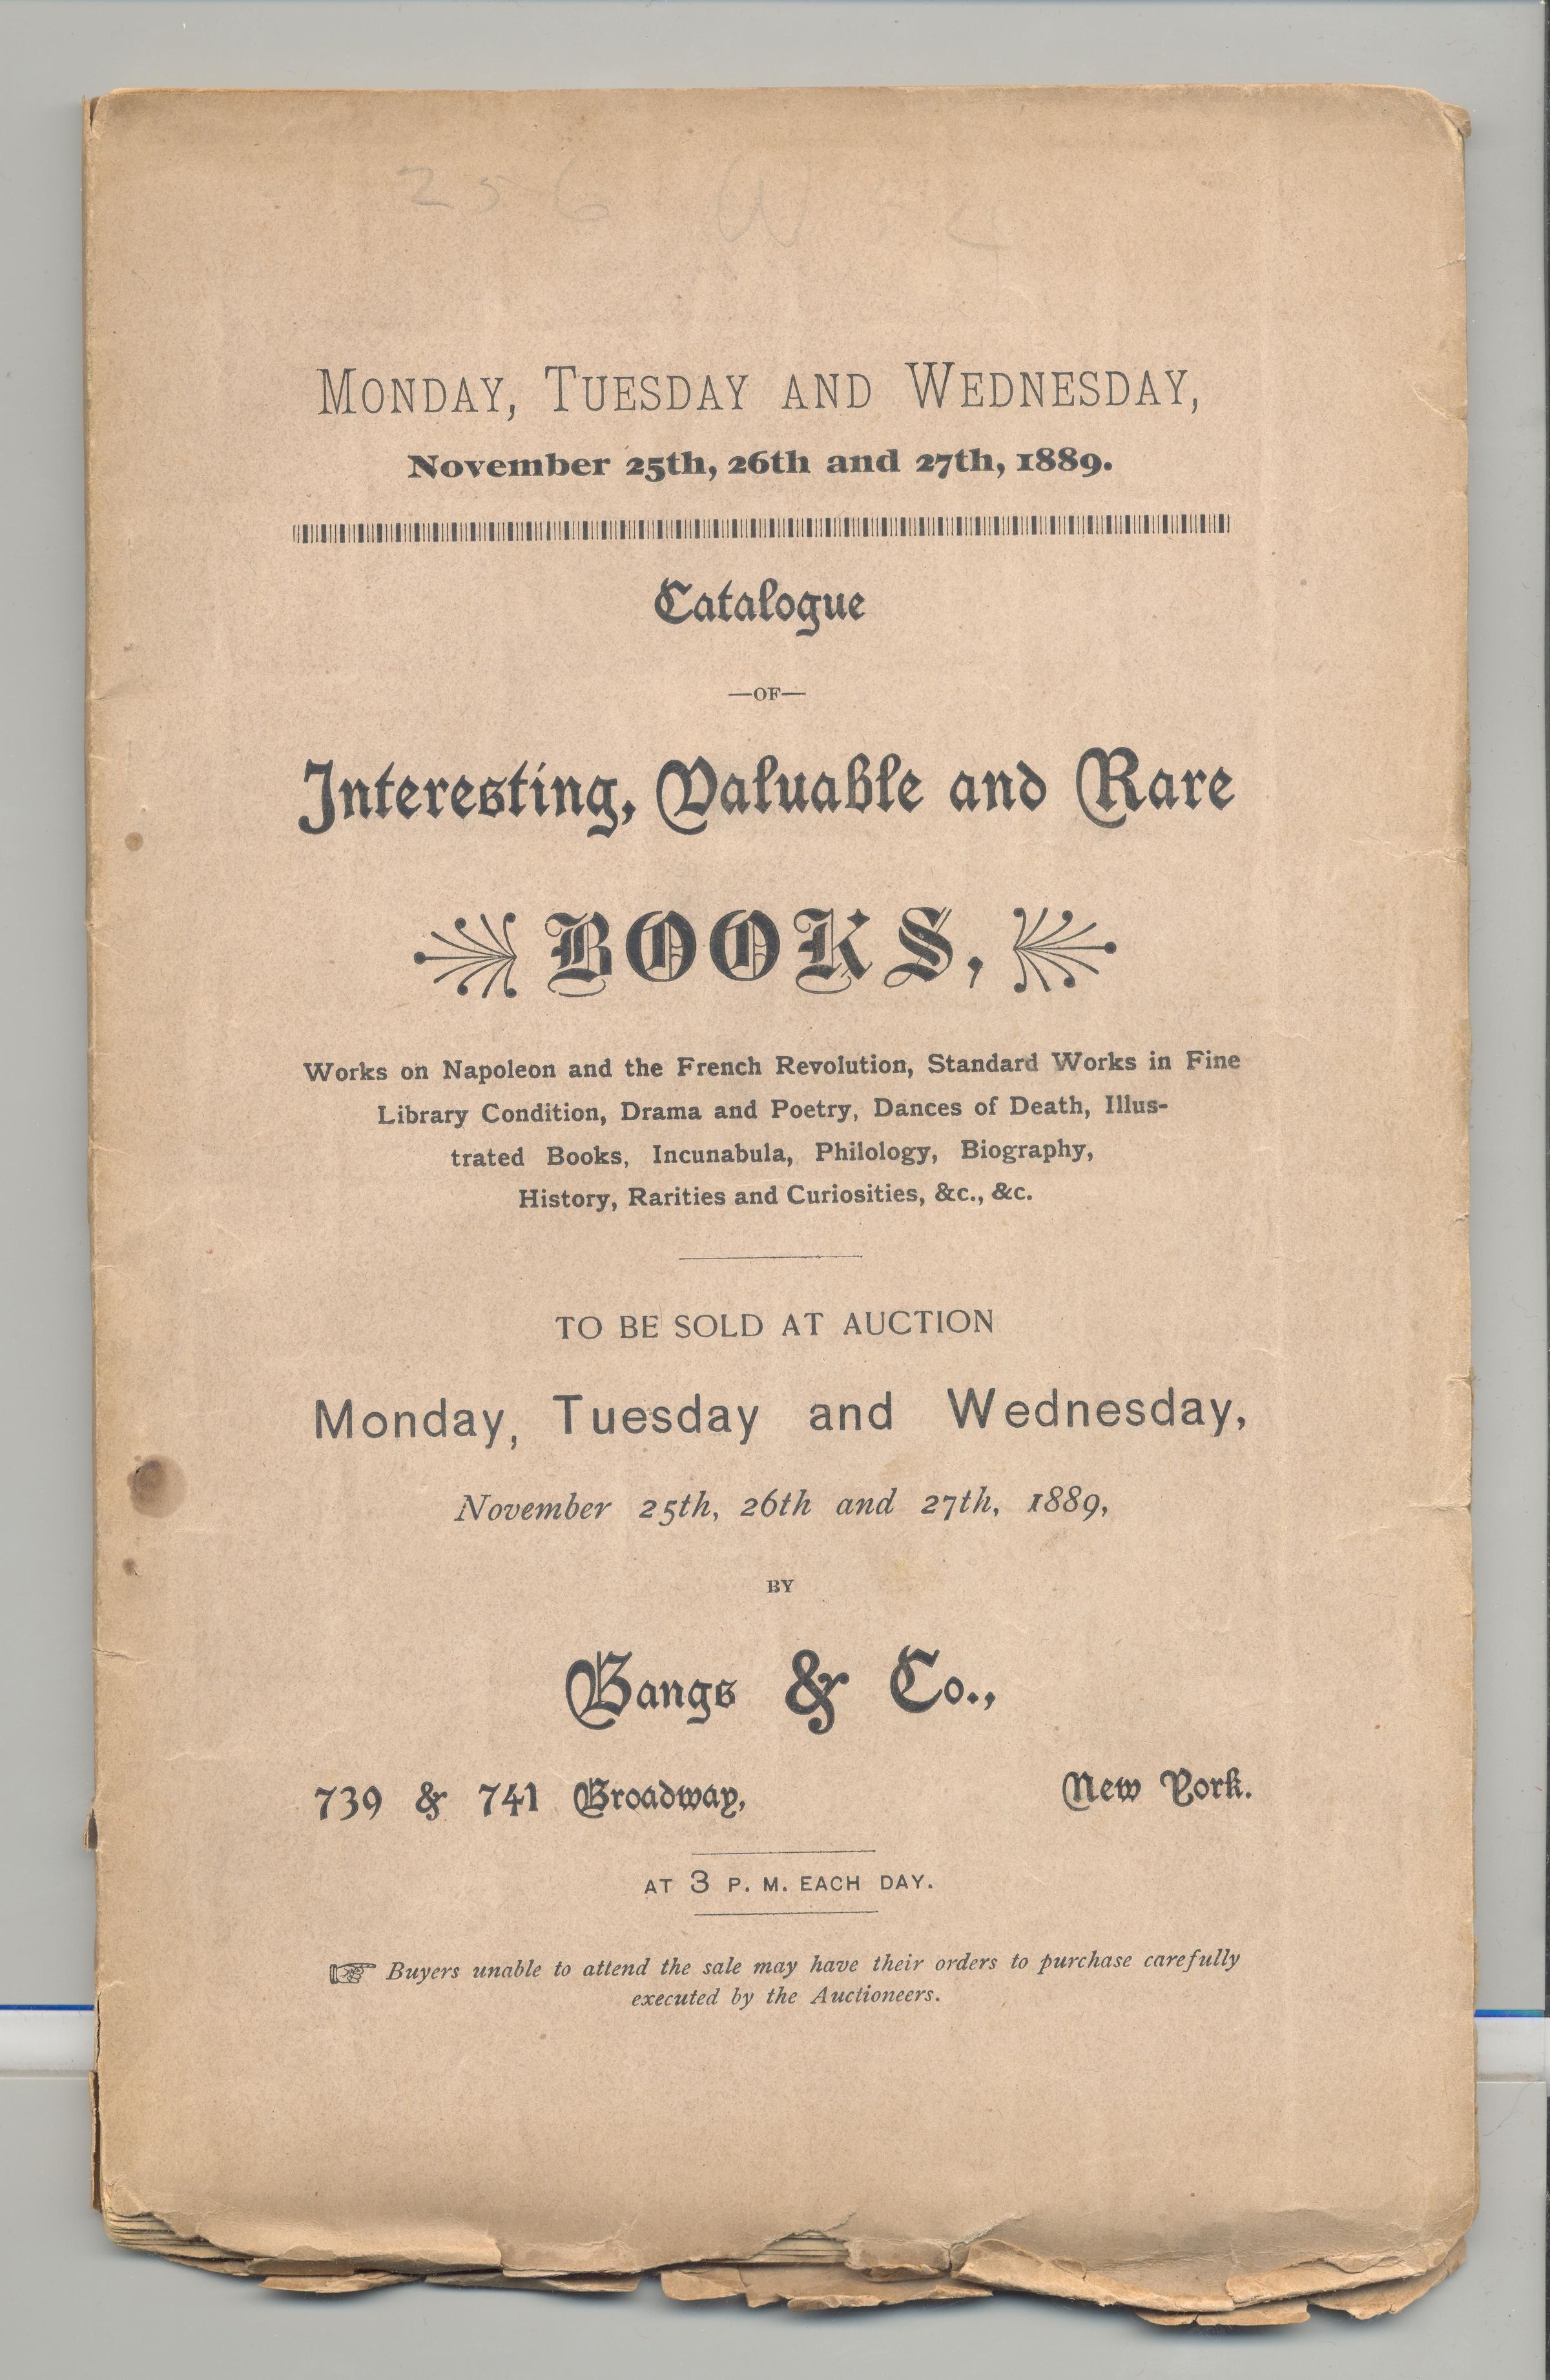 256 W
Monday, Tuesday and Wednesday,
November 25th, 26th and 27th, 1889.
Catalogue
—OF—
Interesting, Valuable and Rare
BOOKS,
Works on Napoleon and the French Revolution, Standard Works in Fine
Library Condition, Drama and Poetry, Dances of Death, Illus-
trated Books, Incunabula, Philology, Biography,
History, Rarities and Curiosities, &c., &c.
TO BE SOLD AT AUCTION
Monday, Tuesday and Wednesday,
November 25th, 26th and 27th, 1889,
BY
Bangs & Co.,
739 & 741 Broadway, New York.
AT 3 P. M. EACH DAY.
☞ Buyers unable to attend the sale may have their orders to purchase carefully
executed by the Auctioneers.